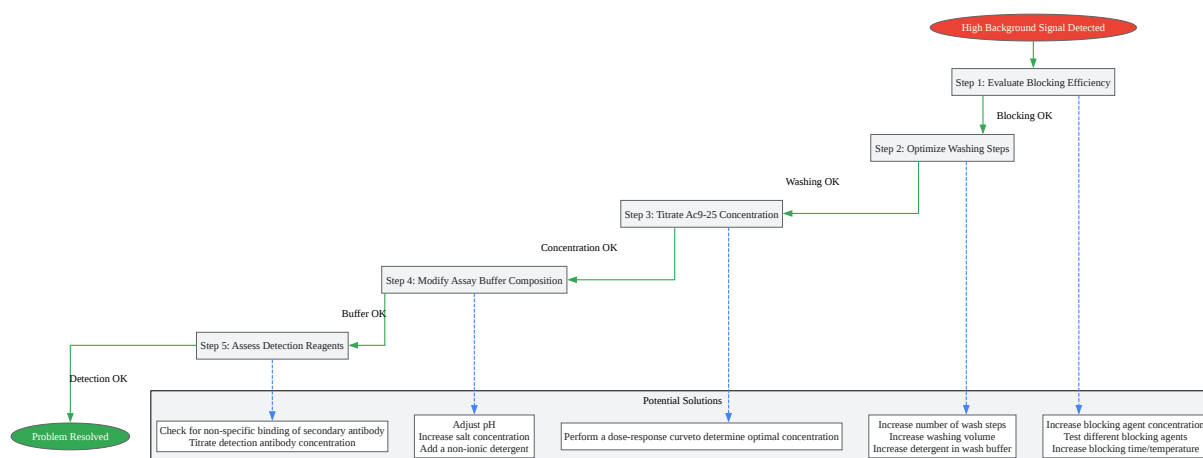 High Background Signal Detected
Step 1: Evaluate Blocking Efficiency
Blocking OK
Step 2: Optimize Washing Steps
Washing OK
Step 3: Titrate Ac9-25 Concentration
Concentration OK
Step 4: Modify Assay Buffer Composition
Buffer OK
Step 5: Assess Detection Reagents
Detection OK
Problem Resolved
Potential Solutions
Check for non-specific binding of secondary antibody
Titrate detection antibody concentration
Adjust pH
Increase salt concentration
Add a non-ionic detergent
Perform a dose-response curveto determine optimal concentration
Increase number of wash steps
Increase washing volume
Increase detergent in wash buffer
Increase blocking agent concentration
Test different blocking agents
Increase blocking time/temperature